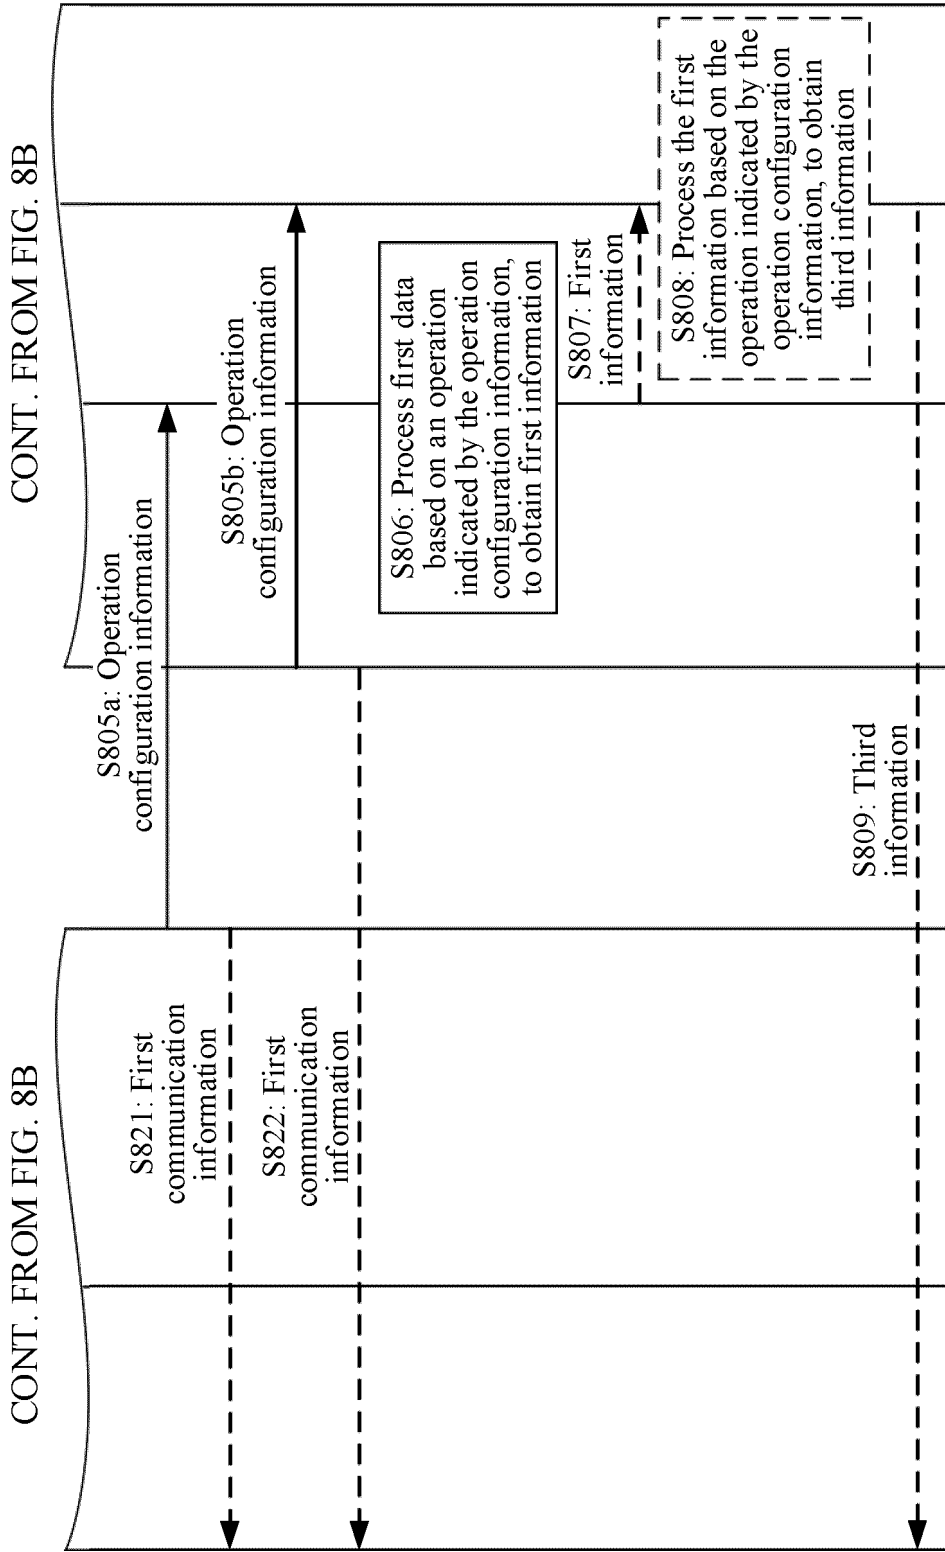 CONT. FROM FIG. 8B
CONT. FROM FIG. 8B
S805a: Operation
configuration information
S821: First
communication
information
S805b: Operation
configuration information
S822: First
communication
information
S806: Process first data
based on an operation
indicated by the operation
configuration information,
to obtain first information
S807: First
information
S808: Process the first
information based on the
operation indicated by the
operation configuration
information, to obtain
third information
S809: Third
information